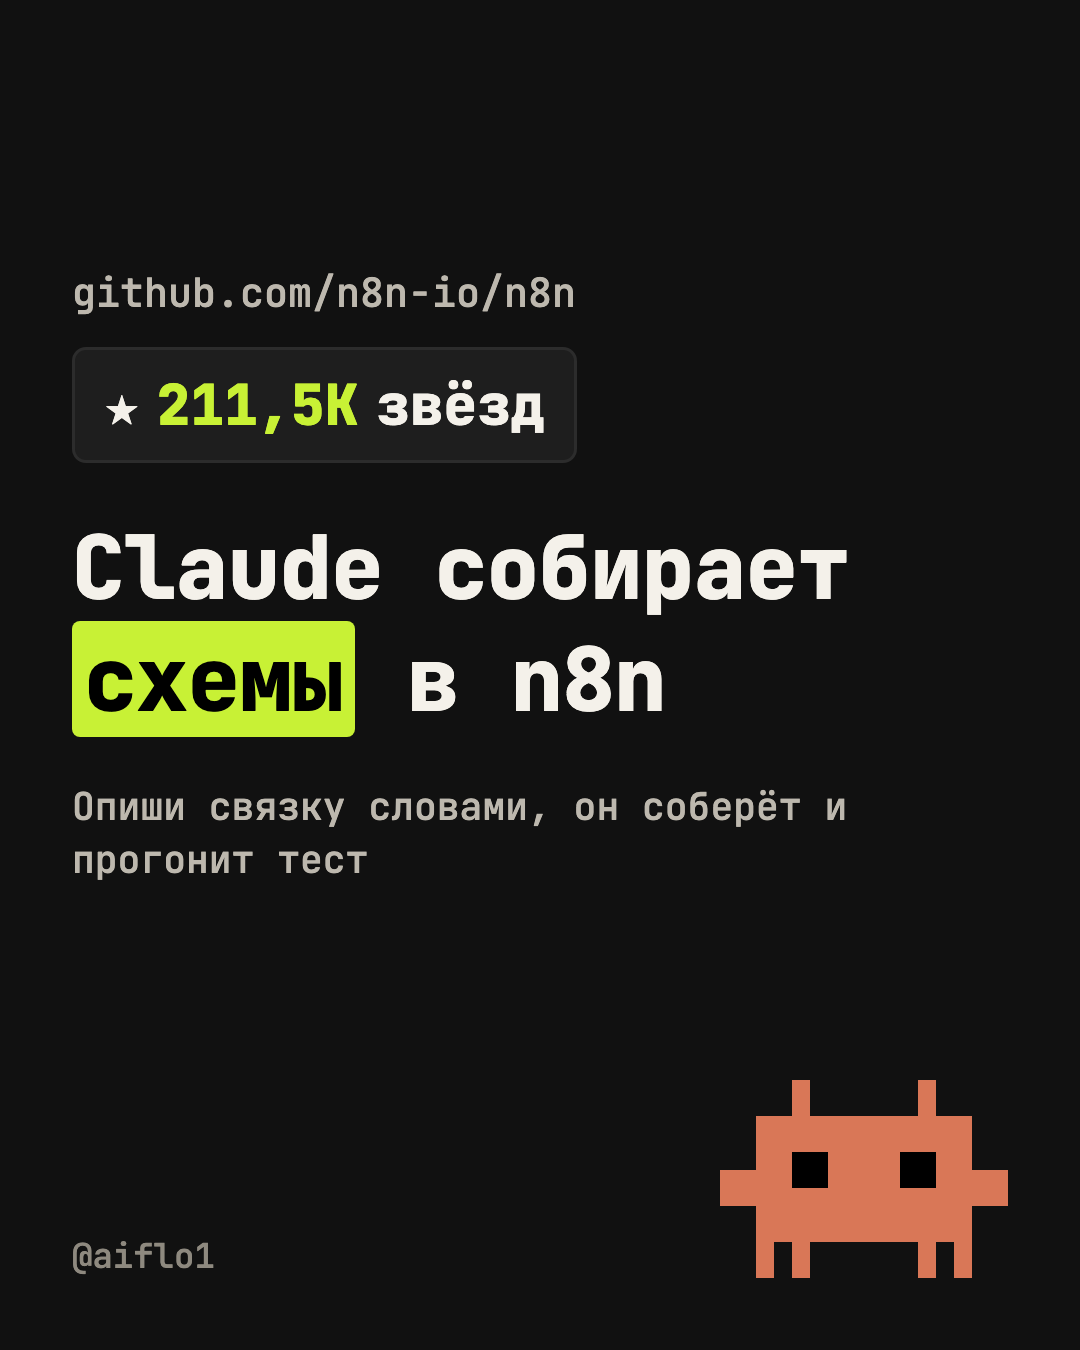 github.com/n8n-io/n8n
★ 211,5K звёзд
Claude собирает
схемы в n8n
Опиши связку словами, он соберёт и
прогонит тест
@aiflo1